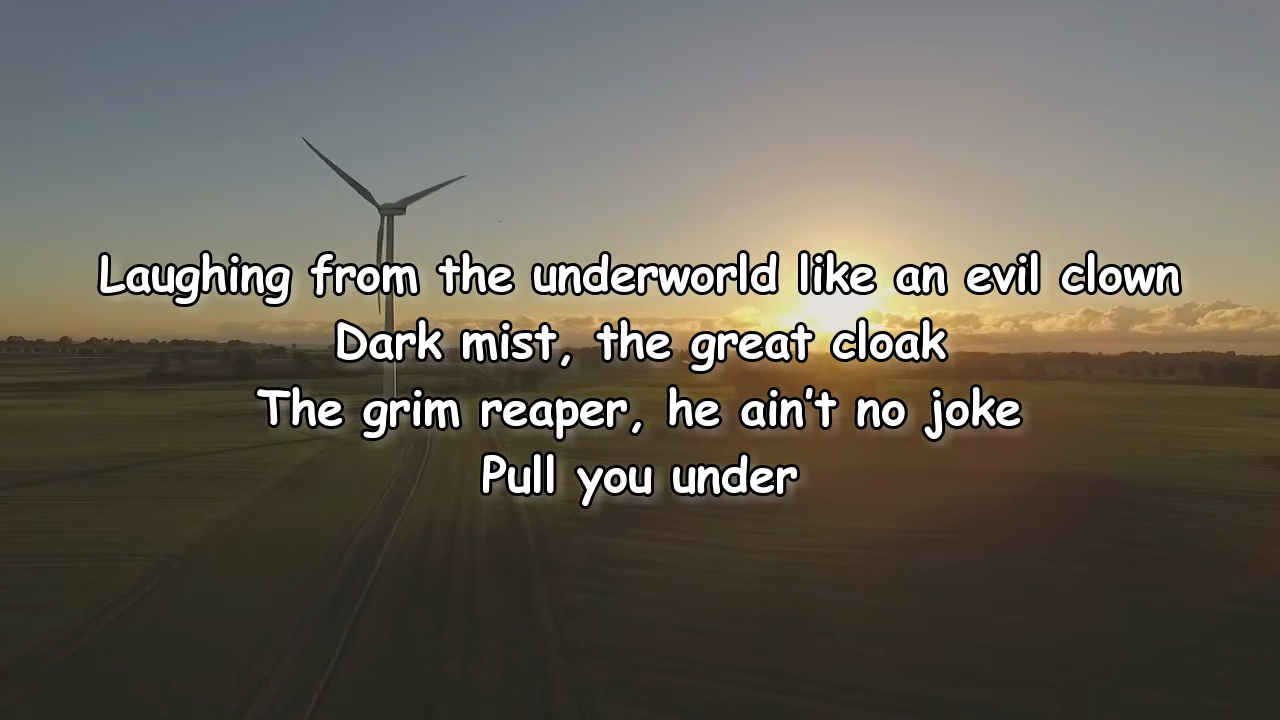 Laughing from the underworld like an evil clown
Dark mist, the great cloak
The grim reaper, he ain't no joke
Pull you under